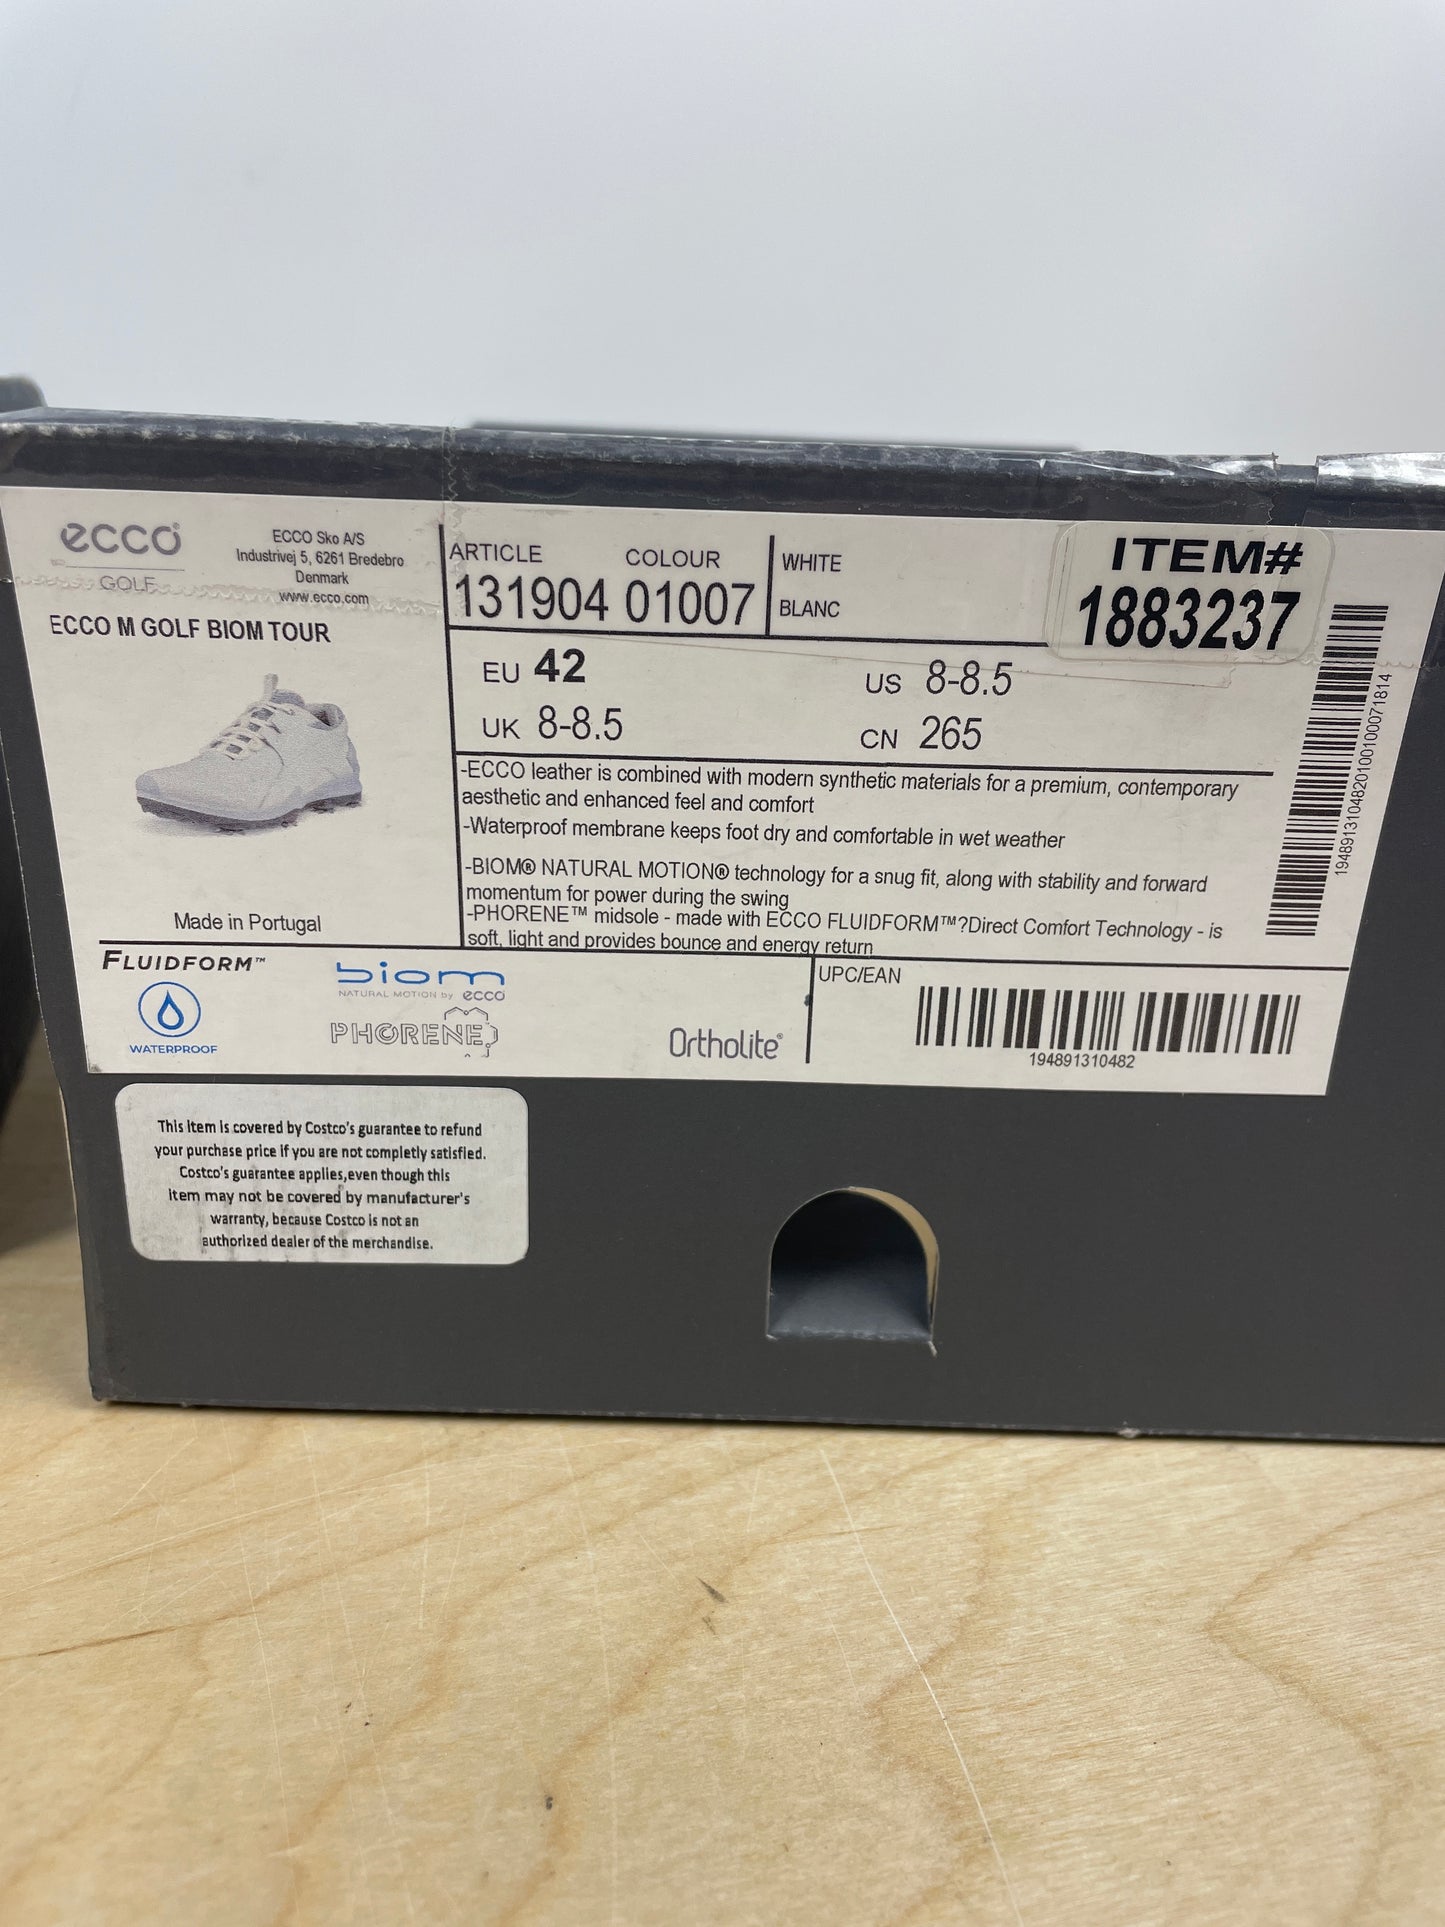 ecco
GOLF
ECCO Sko A/S
Industrivej 5, 6261 Bredebro
Denmark
www.ecco.com
ECCO M GOLF BIOM TOUR
Made in Portugal
ARTICLE COLOUR
131904 01007
WHITE
BLANC
ITEM#
1883237
EU 42
US 8-8.5
UK 8-8.5
CN 265
-ECCO leather is combined with modern synthetic materials for a premium, contemporary
aesthetic and enhanced feel and comfort
-Waterproof membrane keeps foot dry and comfortable in wet weather
-BIOM® NATURAL MOTION® technology for a snug fit, along with stability and forward
momentum for power during the swing
-PHORENE™ midsole - made with ECCO FLUIDFORM™?Direct Comfort Technology - is
soft, light and provides bounce and energy return
1948913104820100100071814
FLUIDFORM™
WATERPROOF
biom
NATURAL MOTION by ecco
PHORENE
Ortholite®
UPC/EAN
194891310482
This item is covered by Costco's guarantee to refund
your purchase price if you are not completly satisfied.
Costco's guarantee applies,even though this
item may not be covered by manufacturer's
warranty, because Costco is not an
authorized dealer of the merchandise.